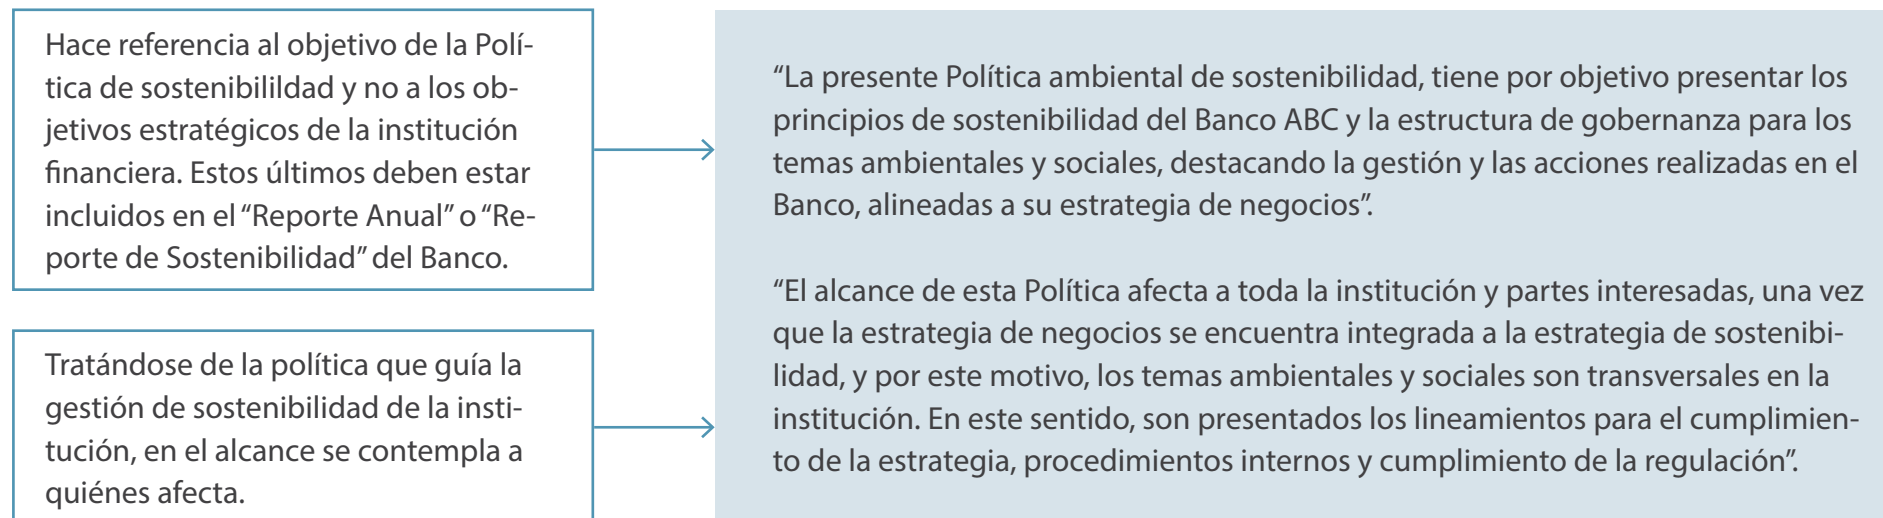 Hace referencia al objetivo de la Polí-
tica de sostenibilildad y no a los ob-
jetivos estratégicos de la institución
financiera. Estos últimos deben estar
incluidos en el “Reporte Anual” o “Re-
porte de Sostenibilidad” del Banco.
“La presente Política ambiental de sostenibilidad, tiene por objetivo presentar los
principios de sostenibilidad del Banco ABC y la estructura de gobernanza para los
temas ambientales y sociales, destacando la gestión y las acciones realizadas en el
Banco, alineadas a su estrategia de negocios”.
Tratándose de la política que guía la
gestión de sostenibilidad de la insti-
tución, en el alcance se contempla a
quiénes afecta.
“El alcance de esta Política afecta a toda la institución y partes interesadas, una vez
que la estrategia de negocios se encuentra integrada a la estrategia de sostenibi-
lidad, y por este motivo, los temas ambientales y sociales son transversales en la
institución. En este sentido, son presentados los lineamientos para el cumplimien-
to de la estrategia, procedimientos internos y cumplimiento de la regulación”.